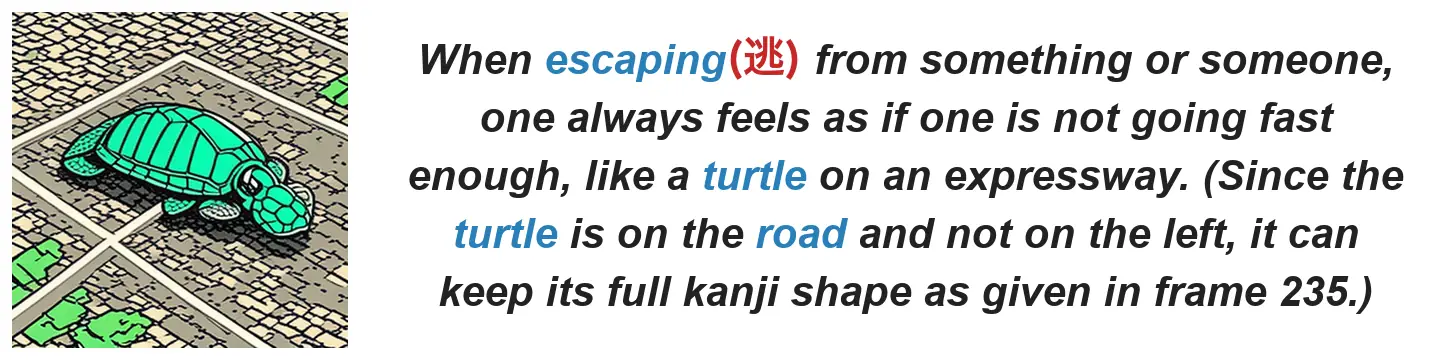 When escaping(逃) from something or someone,
one always feels as if one is not going fast
enough, like a turtle on an expressway. (Since the
turtle is on the road and not on the left, it can
keep its full kanji shape as given in frame 235.)